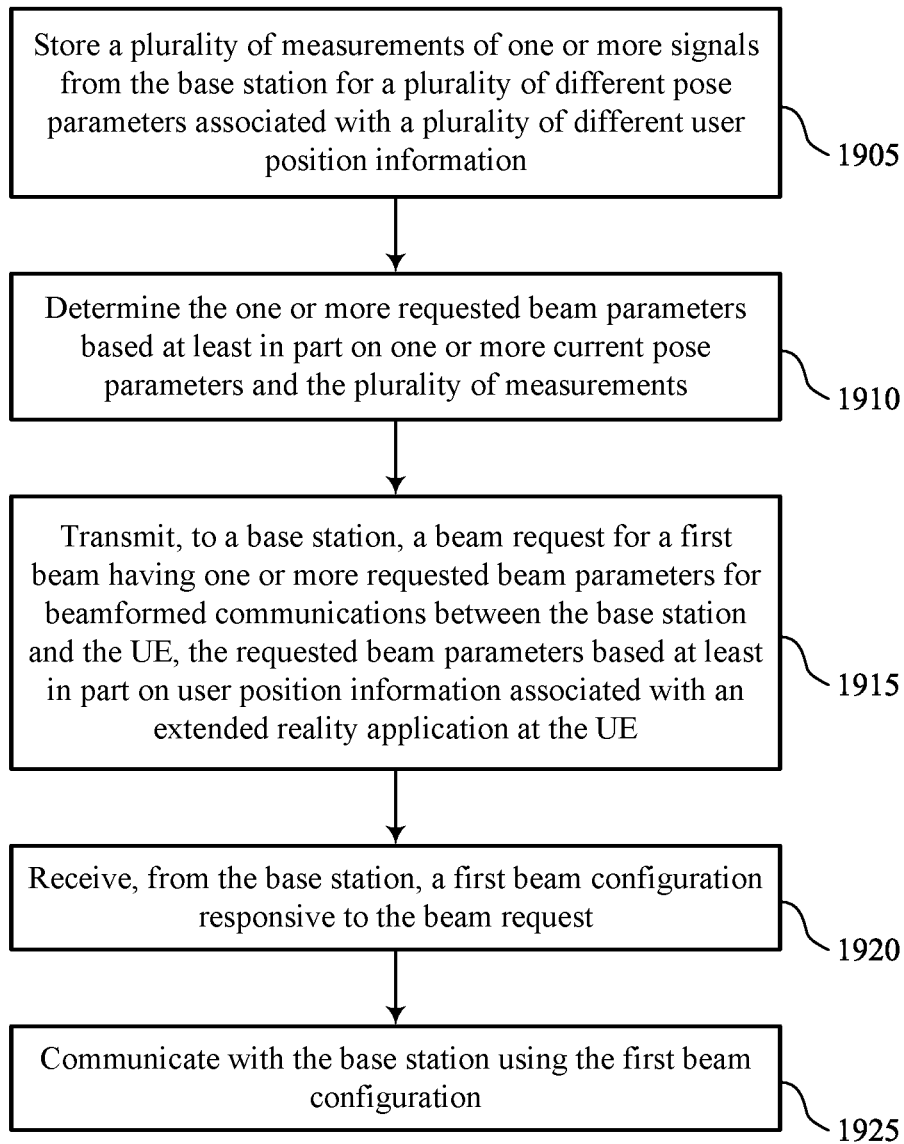 Store a plurality of measurements of one or more signals
from the base station for a plurality of different pose
parameters associated with a plurality of different user
position information
1905
Determine the one or more requested beam parameters
based at least in part on one or more current pose
parameters and the plurality of measurements
1910
Transmit, to a base station, a beam request for a first
beam having one or more requested beam parameters for
beamformed communications between the base station
and the UE, the requested beam parameters based at least
in part on user position information associated with an
extended reality application at the UE
1915
Receive, from the base station, a first beam configuration
responsive to the beam request
1920
Communicate with the base station using the first beam
configuration
1925